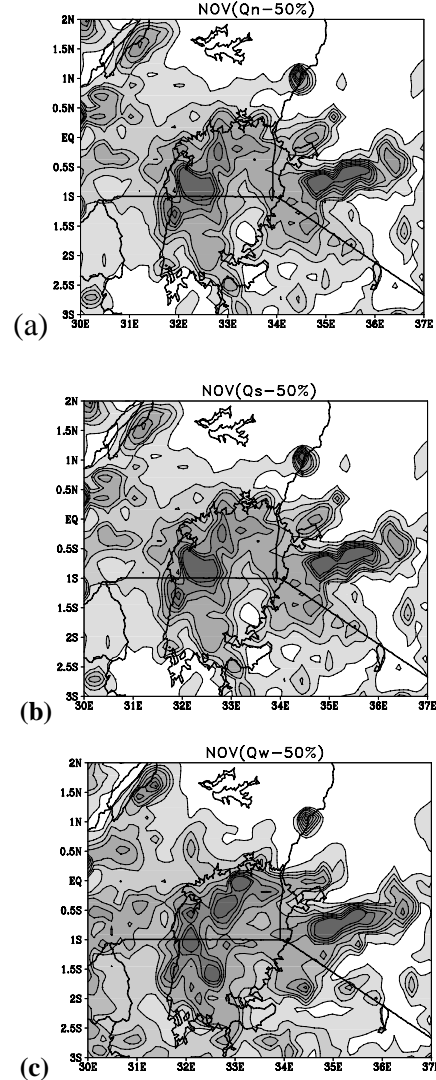 NOV(Qn-50%)
2N
1.5N
1N
0.5N
EQ
0.5S
1S
1.5S
2S
2.5S
3S
30E 31E 32E 33E 34E 35E 36E 37E
(a)
NOV(Qs-50%)
2N
1.5N
1N
0.5N
EQ
0.5S
1S
1.5S
2S
2.5S
3S
30E 31E 32E 33E 34E 35E 36E 37E
(b)
NOV(Qw-50%)
2N
1.5N
1N
0.5N
EQ
0.5S
1S
1.5S
2S
2.5S
3S
30E 31E 32E 33E 34E 35E 36E 37E
(c)